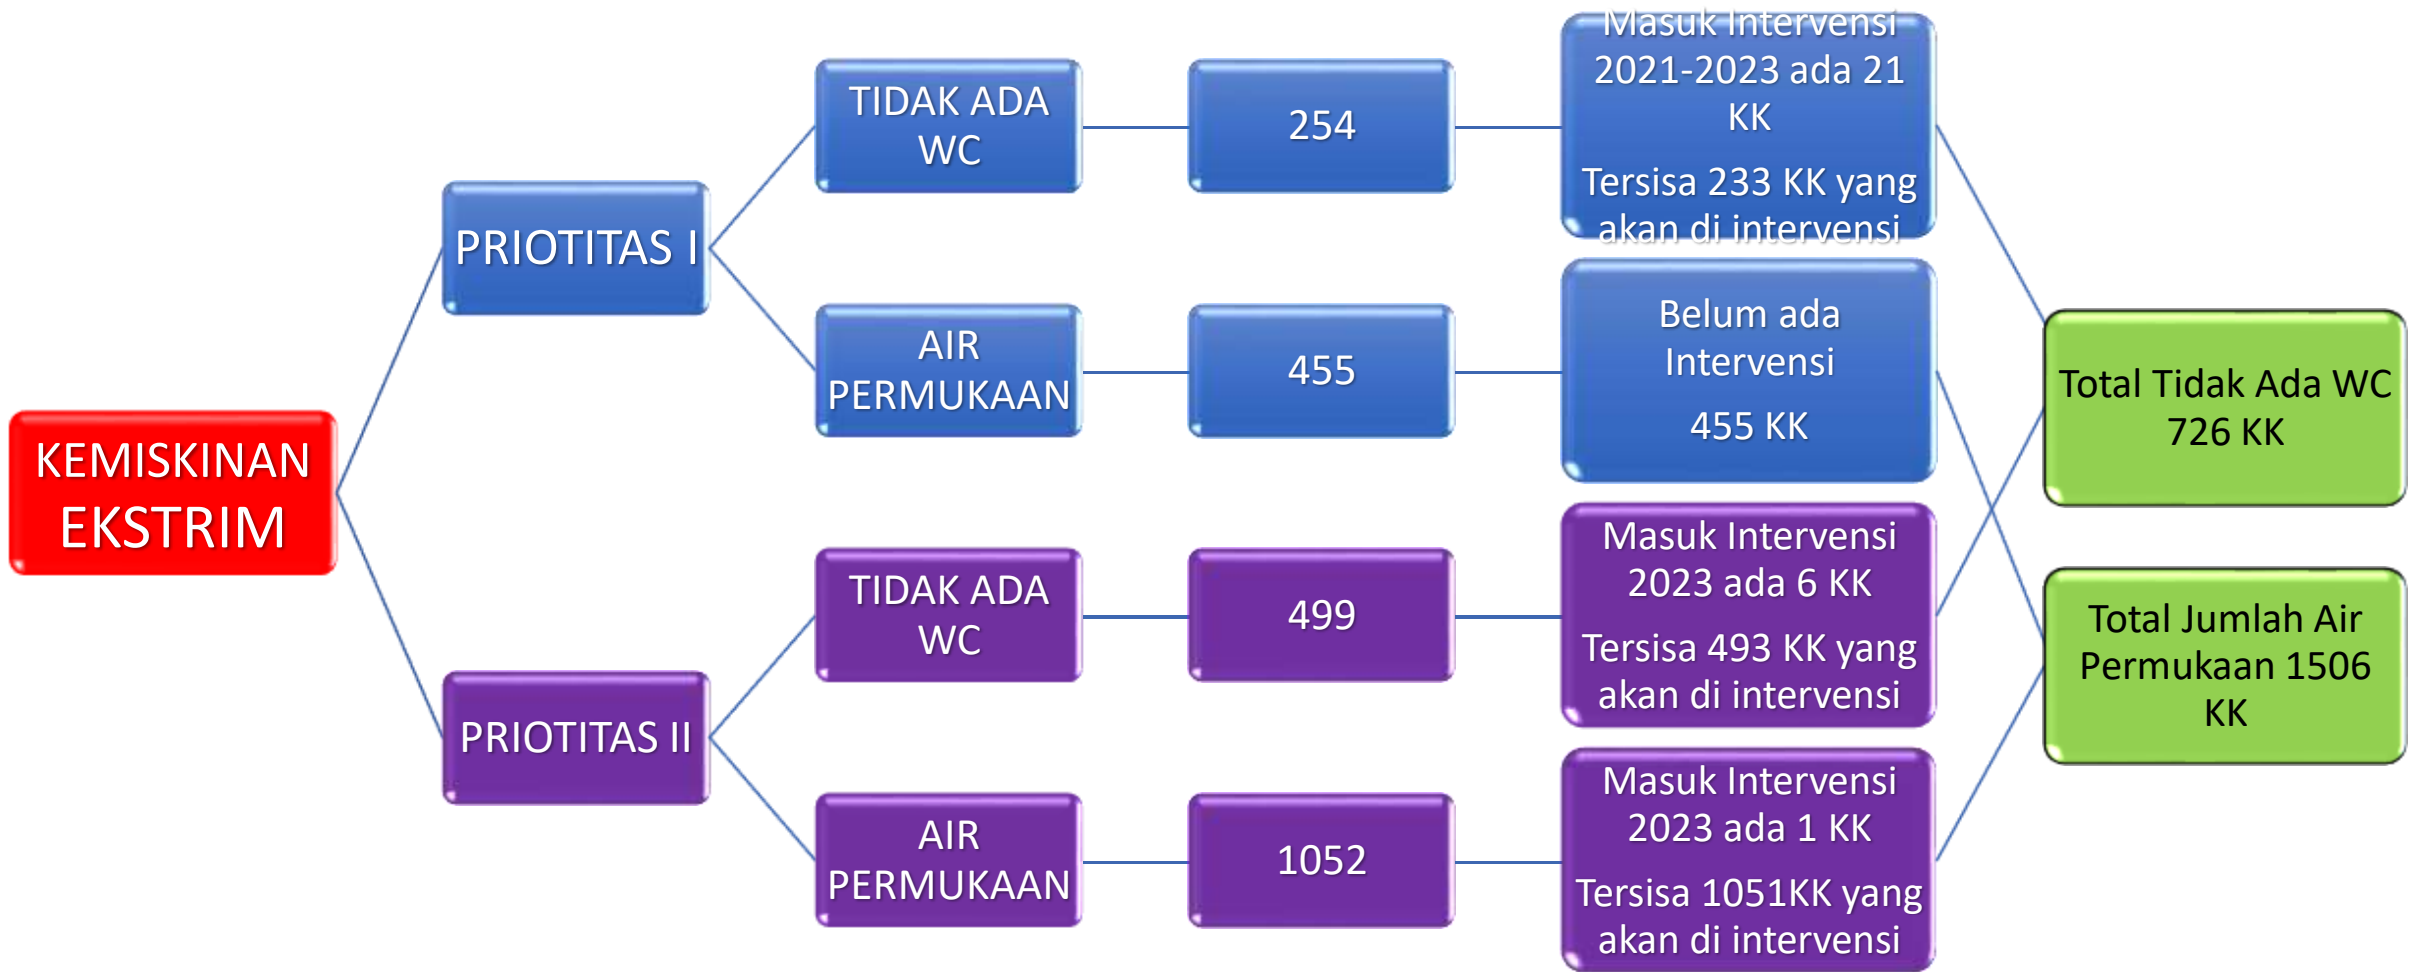 KEMISKINAN
EKSTRIM
PRIOTITAS I
TIDAK ADA
WC
254
Masuk Intervensi
2021-2023 ada 21
KK
Tersisa 233 KK yang
akan di intervensi
AIR
PERMUKAAN
455
Belum ada
Intervensi
455 KK
PRIOTITAS II
TIDAK ADA
WC
499
Masuk Intervensi
2023 ada 6 KK
Tersisa 493 KK yang
akan di intervensi
AIR
PERMUKAAN
1052
Masuk Intervensi
2023 ada 1 KK
Tersisa 1051KK yang
akan di intervensi
Total Tidak Ada WC
726 KK
Total Jumlah Air
Permukaan 1506
KK